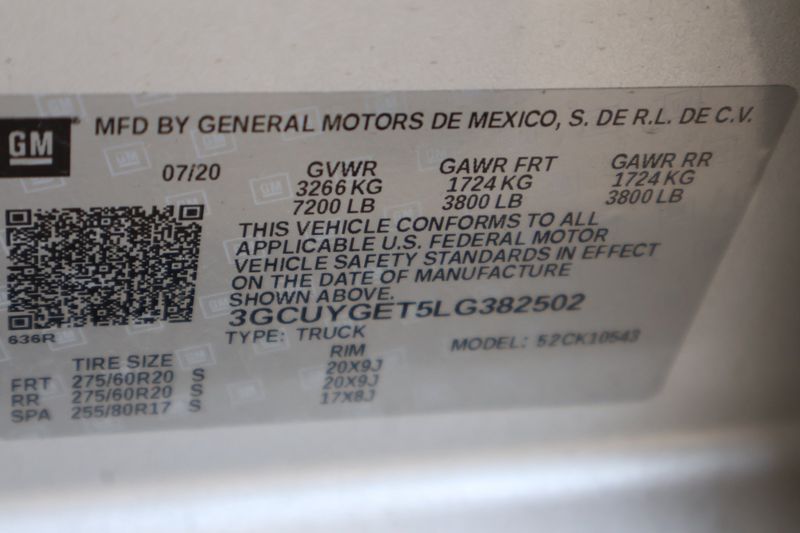 GM
MFD BY GENERAL MOTORS DE MEXICO, S. DE R.L. DE C.V.
07/20 GVWR GAWR FRT GAWR RR
3266 KG 1724 KG 1724 KG
7200 LB 3800 LB 3800 LB
THIS VEHICLE CONFORMS TO ALL
APPLICABLE U.S. FEDERAL MOTOR
VEHICLE SAFETY STANDARDS IN EFFECT
ON THE DATE OF MANUFACTURE
SHOWN ABOVE.
3GCUYGET5LG382502
636R
TYPE: TRUCK MODEL: 52CK10543
TIRE SIZE RIM
FRT 275/60R20 S 20X9J
RR 275/60R20 S 20X9J
SPA 255/80R17 S 17X8J